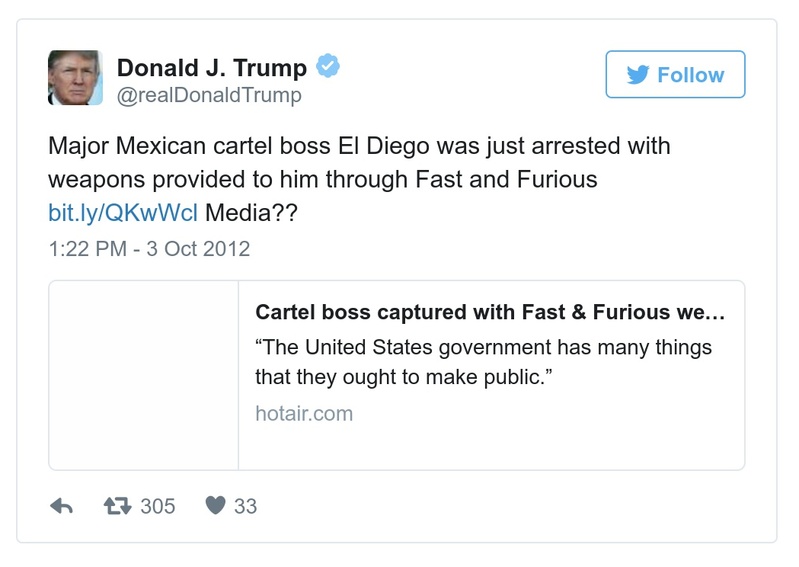 Donald J. Trump
@realDonaldTrump
Follow
Major Mexican cartel boss El Diego was just arrested with
weapons provided to him through Fast and Furious
bit.ly/QKwWcl Media??
1:22 PM - 3 Oct 2012
Cartel boss captured with Fast & Furious we…
“The United States government has many things
that they ought to make public.”
hotair.com
305
33